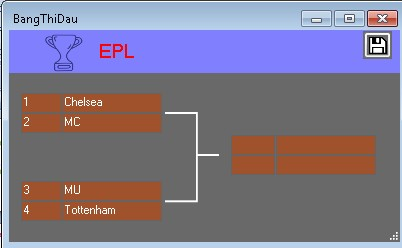 BangThiDau
EPL
1 Chelsea
2 MC
3 MU
4 Tottenham